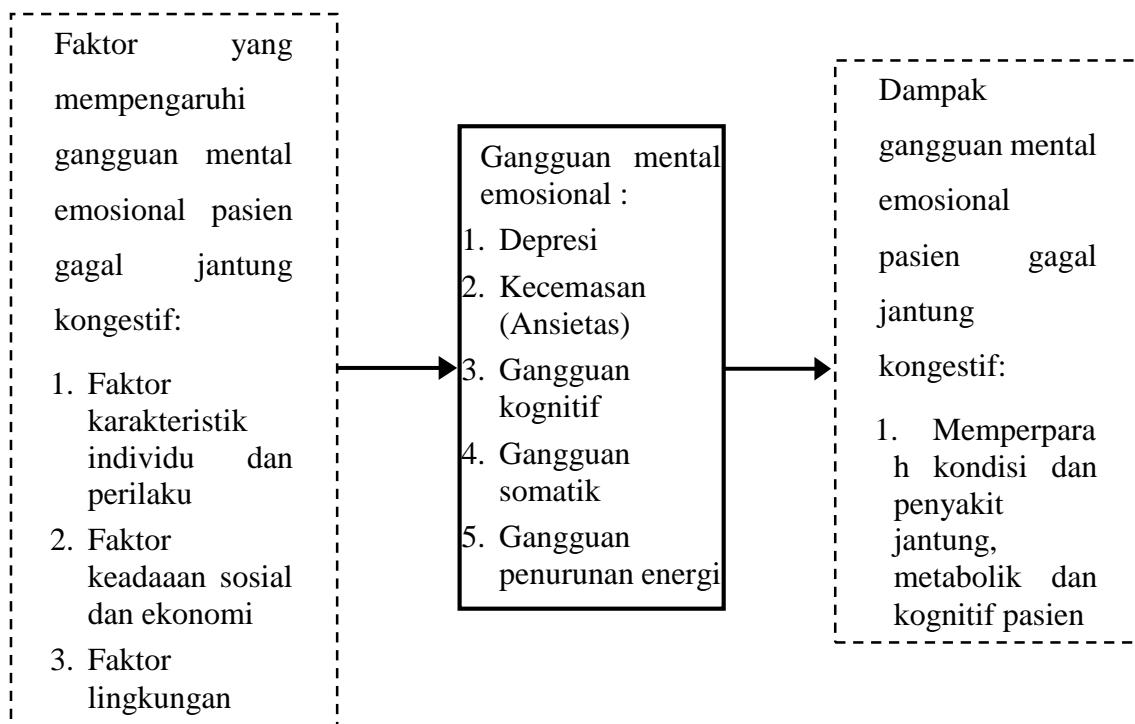 Faktor yang
mempengaruhi
gangguan mental
emosional pasien
gagal jantung
kongestif:
1. Faktor
karakteristik
individu dan
perilaku
2. Faktor
keadaaan sosial
dan ekonomi
3. Faktor
lingkungan
Gangguan mental
emosional :
1. Depresi
2. Kecemasan
(Ansietas)
3. Gangguan
kognitif
4. Gangguan
somatik
5. Gangguan
penurunan energi
Dampak
gangguan mental
emosional
pasien gagal
jantung
kongestif:
1. Memperpara
h kondisi dan
penyakit
jantung,
metabolik dan
kognitif pasien